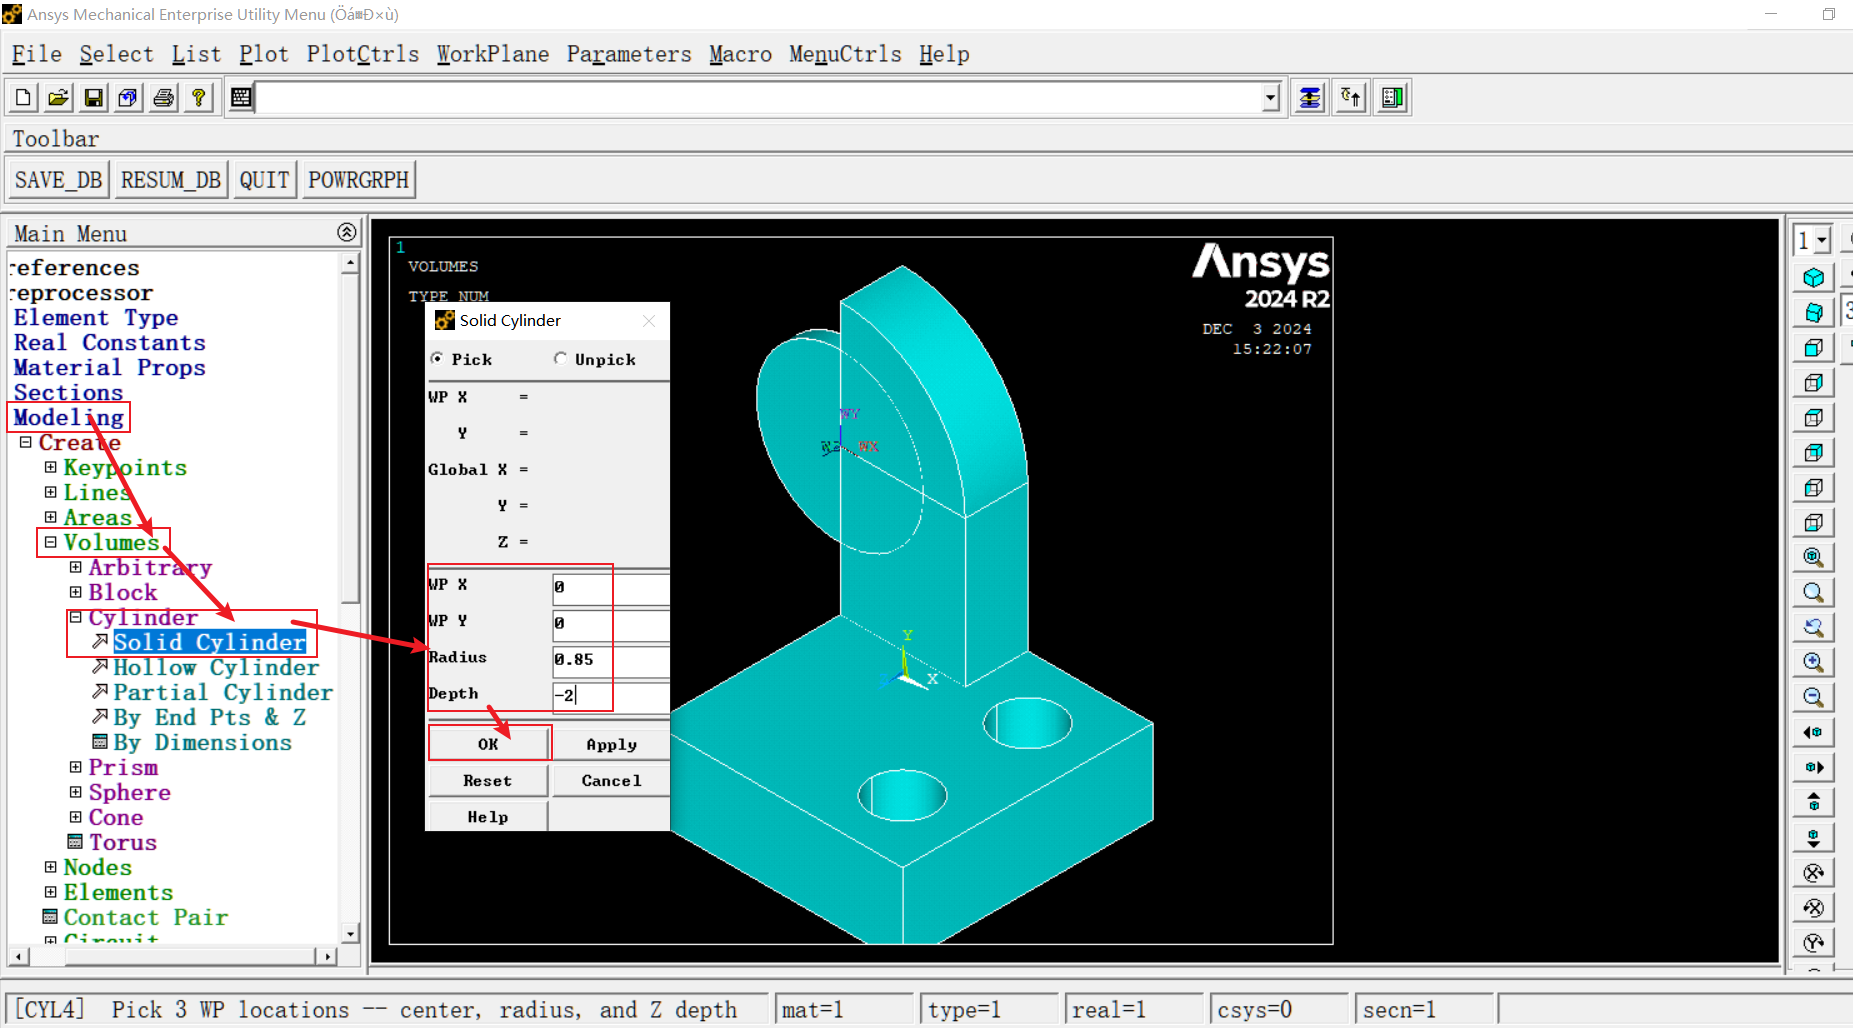 Ansys Mechanical Enterprise Utility Menu (Öá³Ð×ù)
File Select List Plot PlotCtrls WorkPlane Parameters Macro MenuCtrls Help
Toolbar
SAVE_DB RESUM_DB QUIT POWRGRPH
Main Menu
references
reprocessor
Element Type
Real Constants
Material Props
Sections
Modeling
Create
Keypoints
Lines
Areas
Volumes
Arbitrary
Block
Cylinder
Solid Cylinder
Hollow Cylinder
Partial Cylinder
By End Pts & Z
By Dimensions
Prism
Sphere
Cone
Torus
Nodes
Elements
Contact Pair
Circuit
1
VOLUMES
TYPE NUM
Ansys
2024 R2
DEC 3 2024
15:22:07
WY
WZ WX
Y
X
Solid Cylinder
Pick Unpick
WP X =
Y =
Global X =
Y =
Z =
WP X 0
WP Y 0
Radius 0.85
Depth -2
OK Apply
Reset Cancel
Help
1
3
[CYL4] Pick 3 WP locations -- center, radius, and Z depth
mat=1
type=1
real=1
csys=0
secn=1